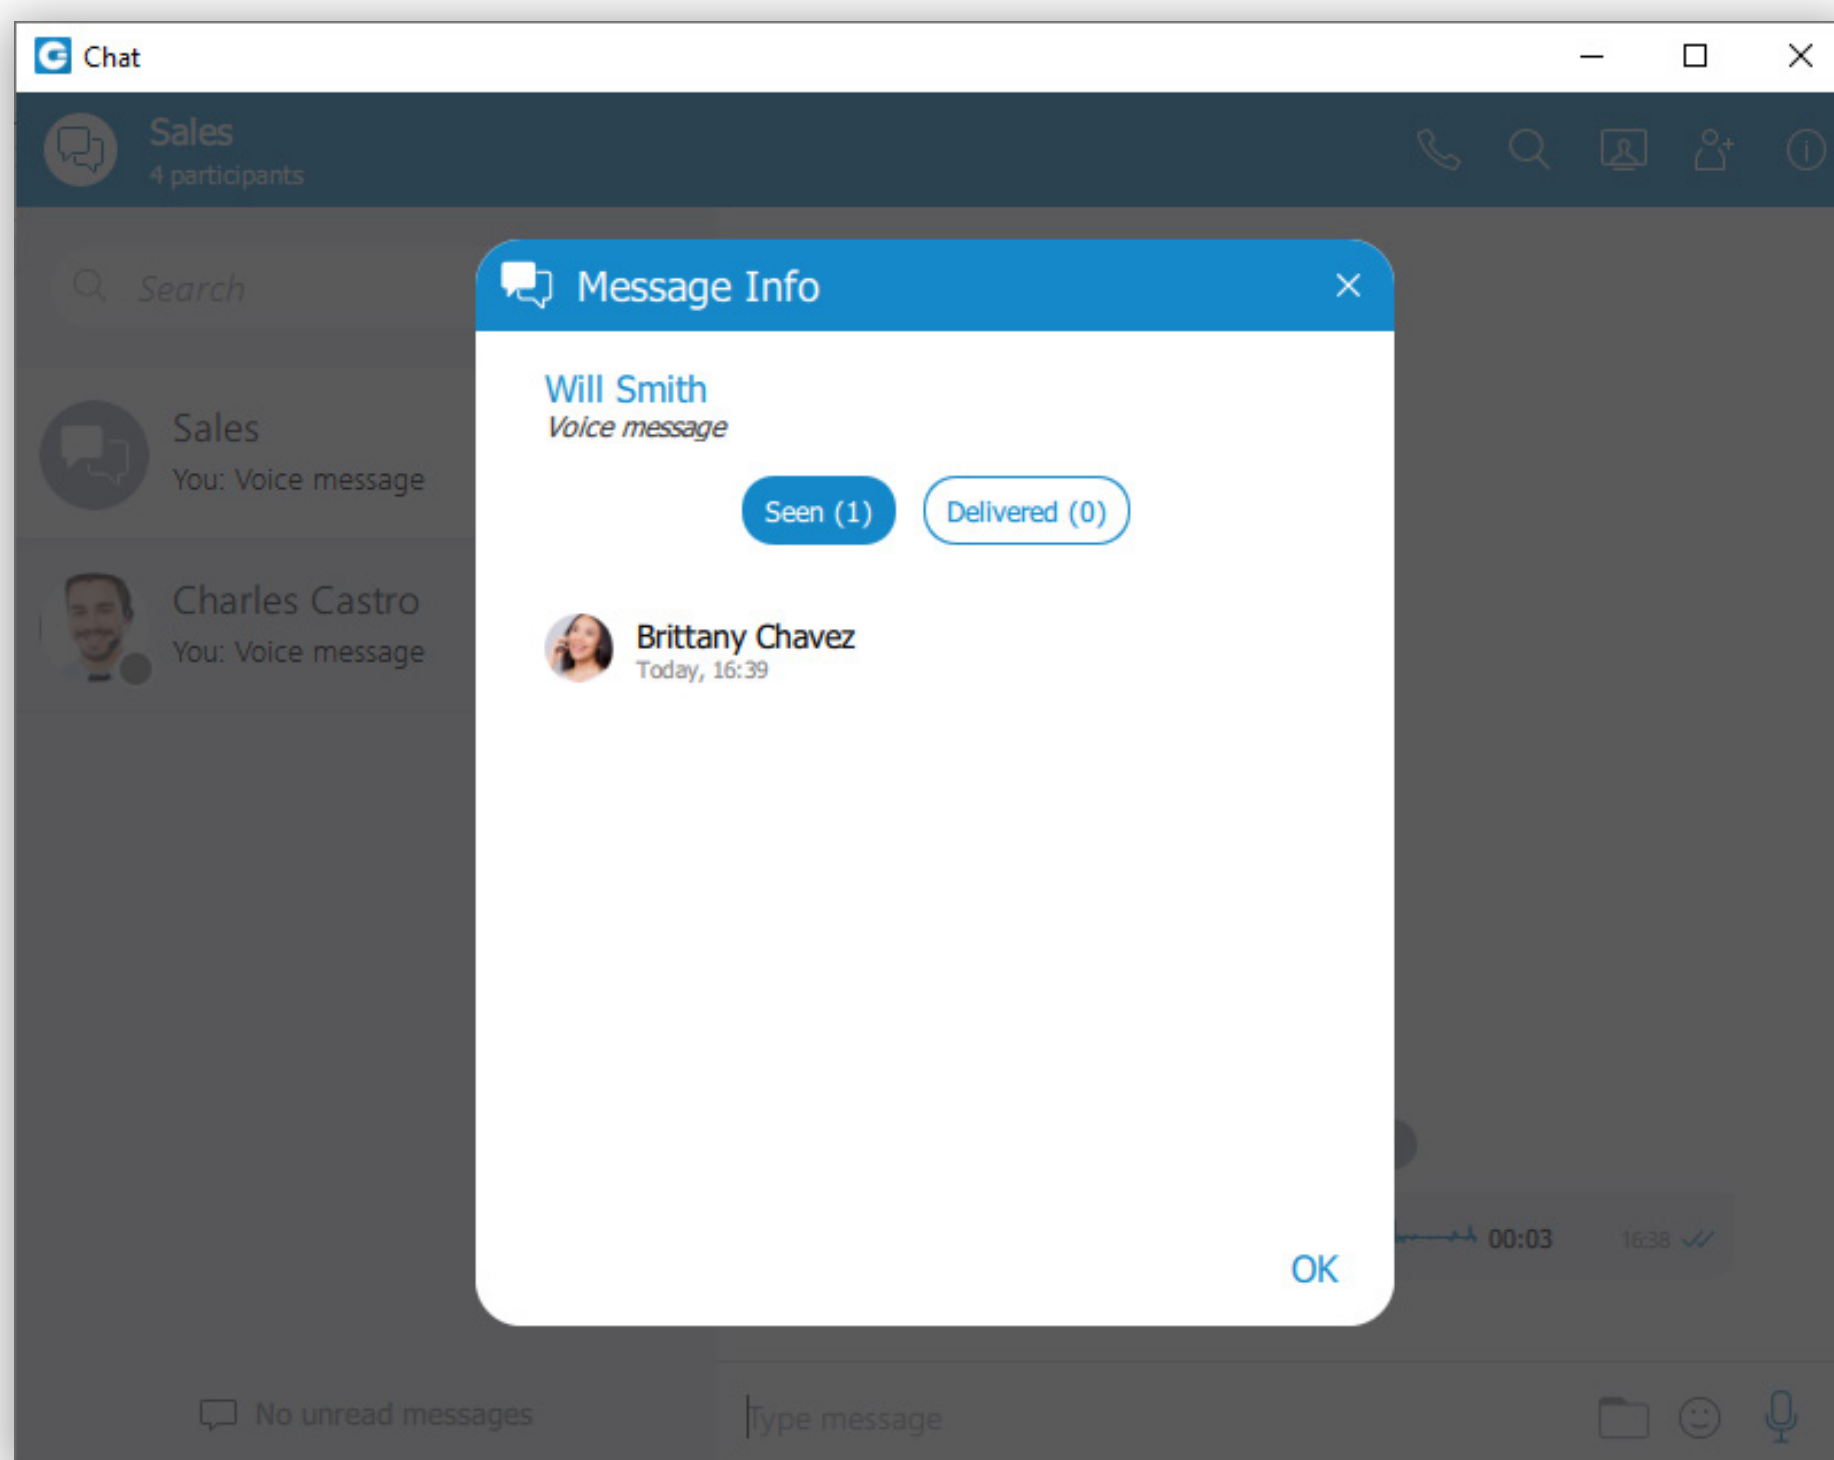 Chat
Sales
4 participants
Search
Sales
You: Voice message
Charles Castro
You: Voice message
No unread messages
Message Info
Will Smith
Voice message
Seen (1)
Delivered (0)
Brittany Chavez
Today, 16:39
OK
00:03
16:38
Type message